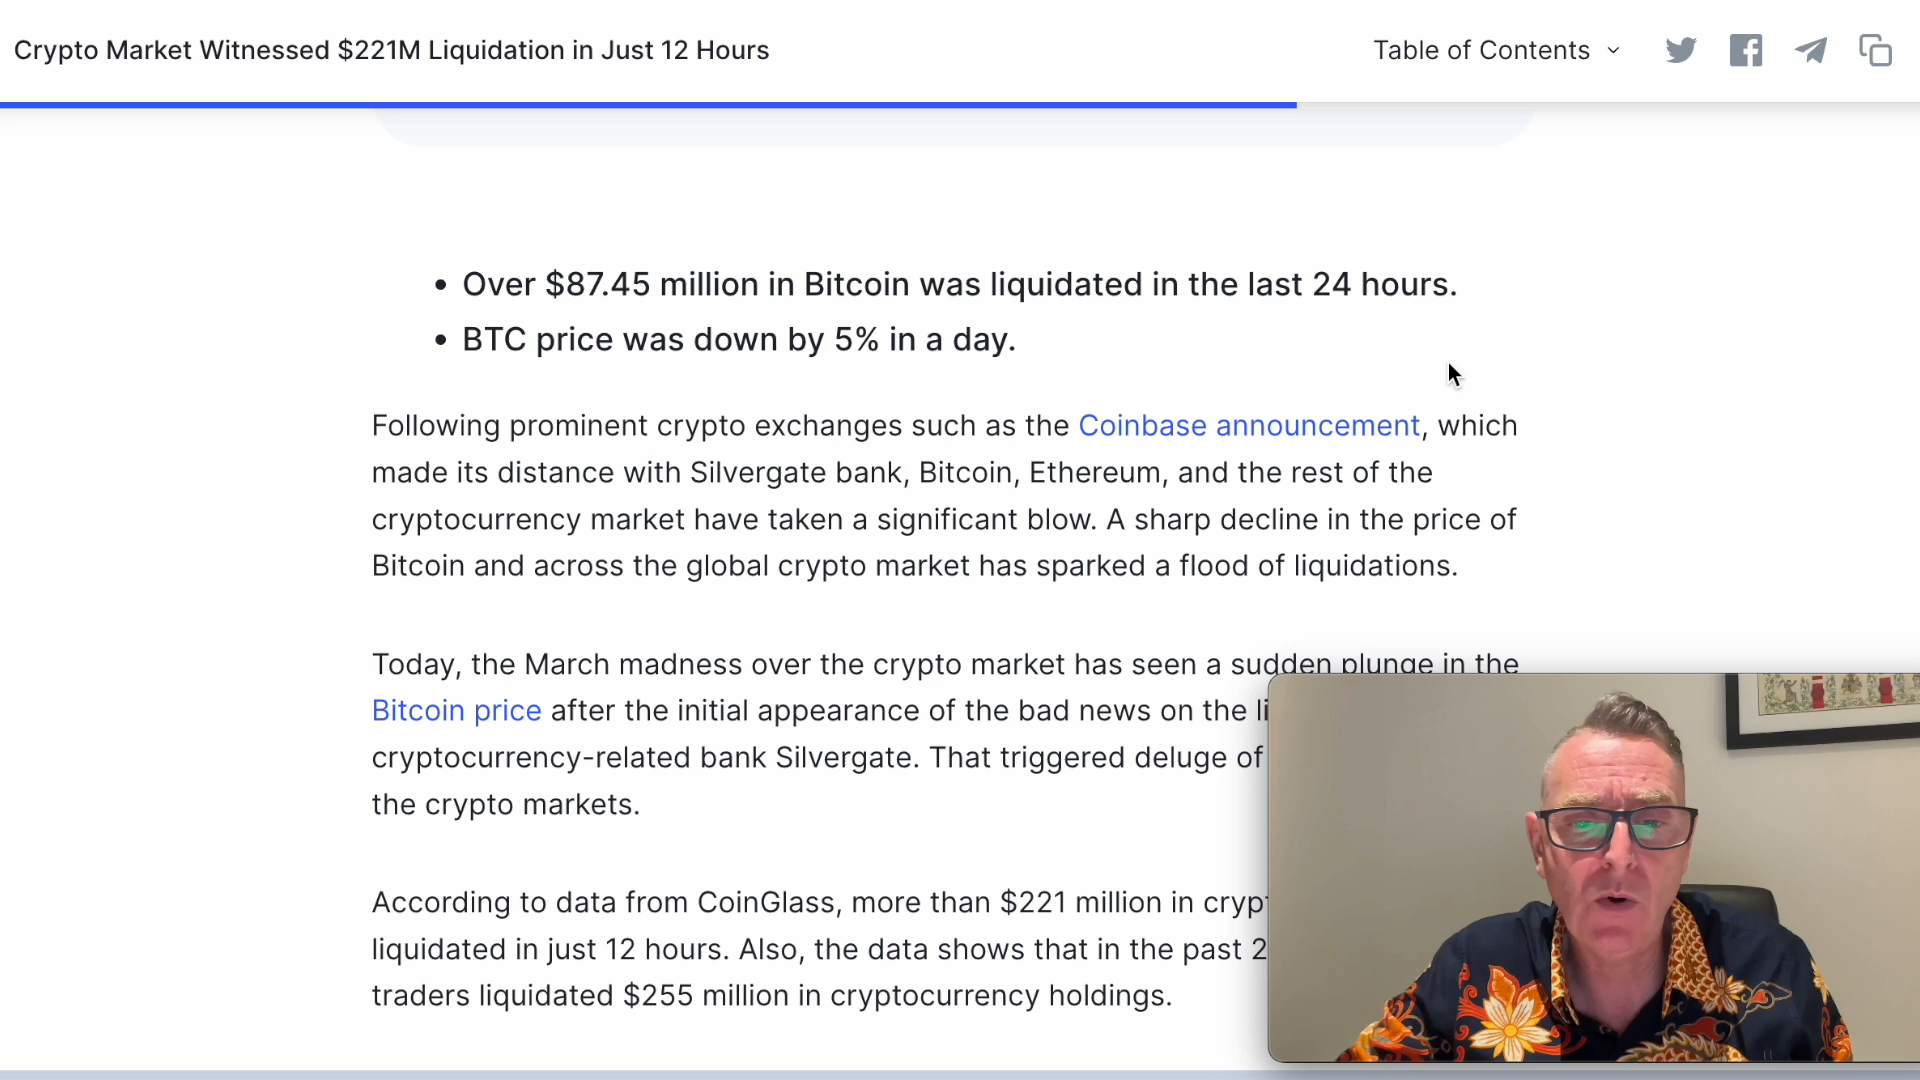 Crypto Market Witnessed $221M Liquidation in Just 12 Hours
Table of Contents
• Over $87.45 million in Bitcoin was liquidated in the last 24 hours.
• BTC price was down by 5% in a day.
Following prominent crypto exchanges such as the Coinbase announcement, which
made its distance with Silvergate bank, Bitcoin, Ethereum, and the rest of the
cryptocurrency market have taken a significant blow. A sharp decline in the price of
Bitcoin and across the global crypto market has sparked a flood of liquidations.
Today, the March madness over the crypto market has seen a sudden plunge in the
Bitcoin price after the initial appearance of the bad news on the
cryptocurrency-related bank Silvergate. That triggered deluge of
the crypto markets.
According to data from CoinGlass, more than $221 million in
liquidated in just 12 hours. Also, the data shows that in the past
traders liquidated $255 million in cryptocurrency holdings.